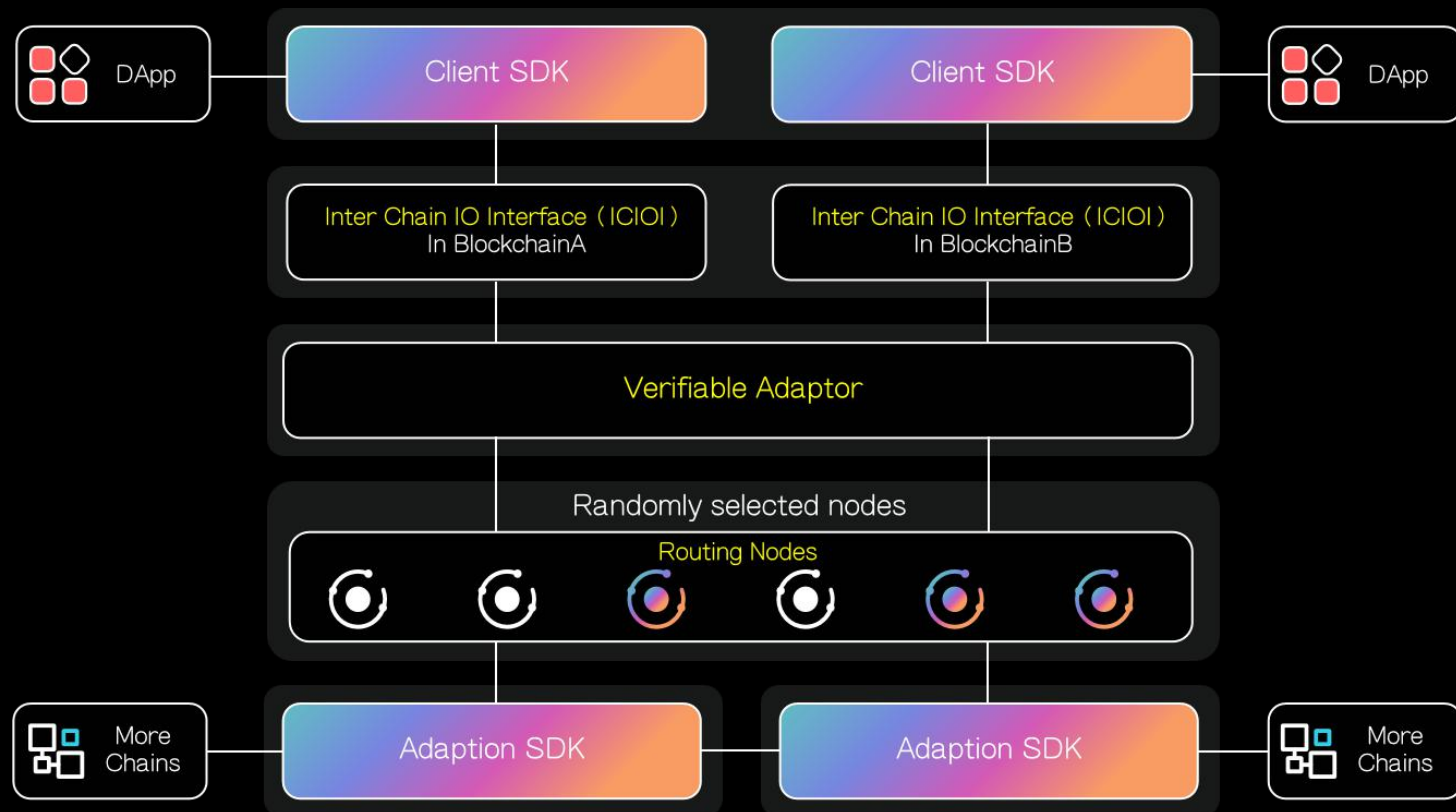 DApp
Client SDK
Client SDK
DApp
Inter Chain IO Interface（ICIOI）
In BlockchainA
Inter Chain IO Interface（ICIOI）
In BlockchainB
Verifiable Adaptor
Randomly selected nodes
Routing Nodes
More
Chains
Adaption SDK
Adaption SDK
More
Chains